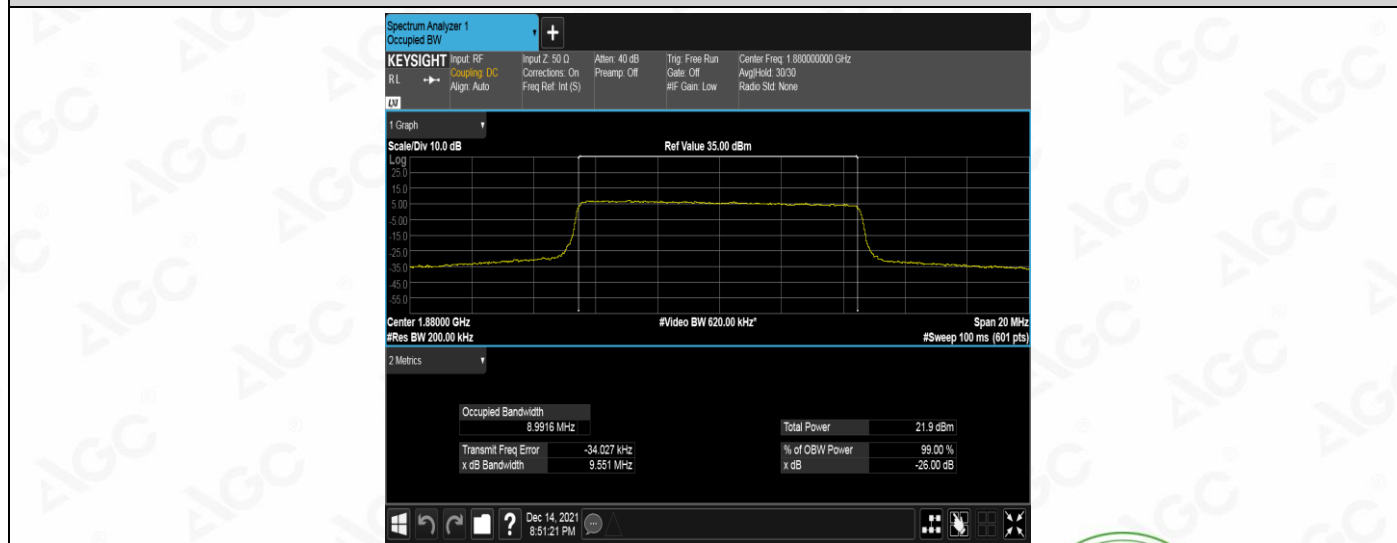 Spectrum Analyzer 1
Occupied BW
+
KEYSIGHT
RL
LXI
Input: RF
Coupling: DC
Align: Auto
Input Z: 50 Ω
Corrections: On
Freq Ref: Int (S)
Atten: 40 dB
Preamp: Off
Trig: Free Run
Gate: Off
#IF Gain: Low
Center Freq: 1.880000000 GHz
Avg|Hold: 30/30
Radio Std: None
1 Graph
Scale/Div 10.0 dB
Ref Value 35.00 dBm
Log
25.0
15.0
5.00
-5.00
-15.0
-25.0
-35.0
-45.0
-55.0
Center 1.88000 GHz
#Video BW 620.00 kHz*
Span 20 MHz
#Res BW 200.00 kHz
#Sweep 100 ms (601 pts)
2 Metrics
Occupied Bandwidth
8.9916 MHz
Total Power 21.9 dBm
Transmit Freq Error -34.027 kHz
% of OBW Power 99.00 %
x dB Bandwidth 9.551 MHz
x dB -26.00 dB
?
Dec 14, 2021
8:51:21 PM
AGC